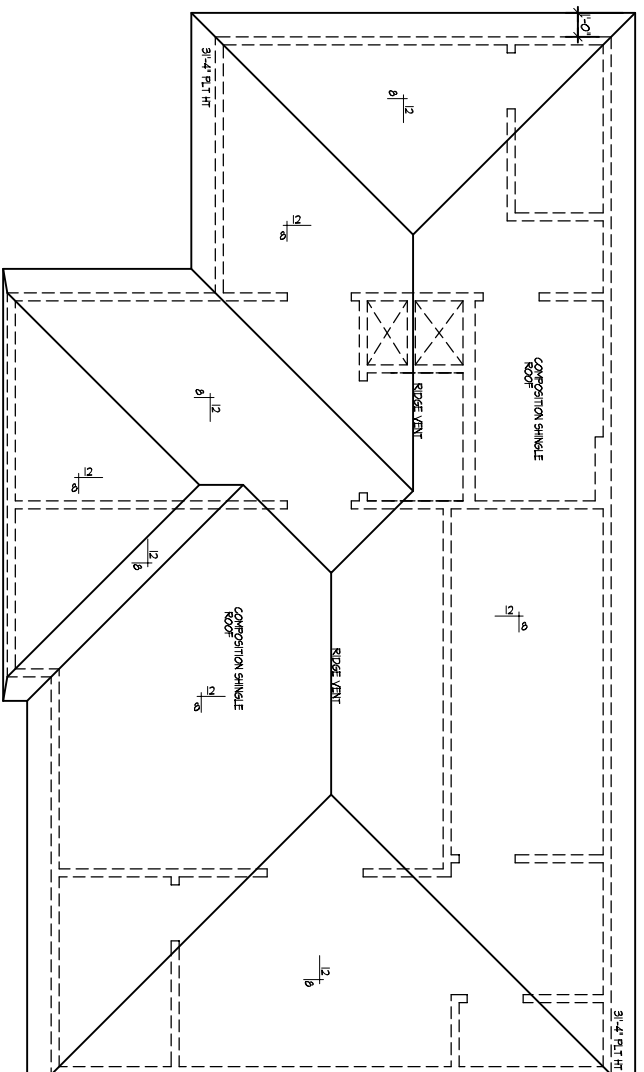 1'-0"
31'-4" PLT HT
12
8
12
8
COMPOSITION SHINGLE
ROOF
RIDGE VENT
12
8
12
8
12
8
12
8
COMPOSITION SHINGLE
ROOF
RIDGE VENT
12
8
12
8
31'-4" PLT HT